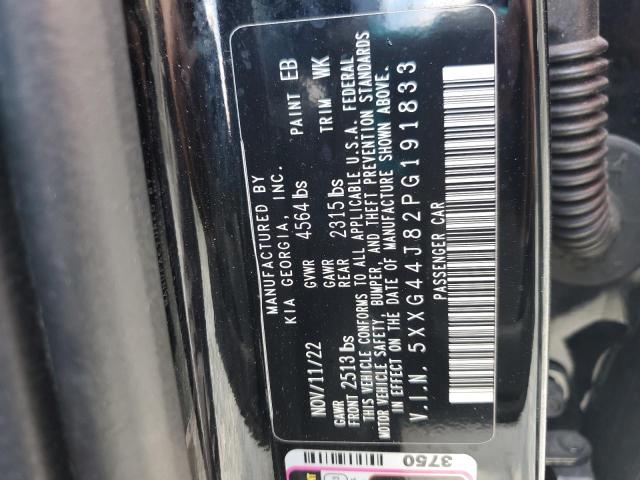 MANUFACTURED BY
KIA GEORGIA, INC.
NOV/11/22 GVWR 4564 lbs PAINT EB
GAWR FRONT 2513 lbs GAWR REAR 2315 lbs TRIM WK
THIS VEHICLE CONFORMS TO ALL APPLICABLE U.S.A. FEDERAL
MOTOR VEHICLE SAFETY, BUMPER, AND THEFT PREVENTION STANDARDS
IN EFFECT ON THE DATE OF MANUFACTURE SHOWN ABOVE.
V.I.N. 5XXG44J82PG191833
PASSENGER CAR
3750